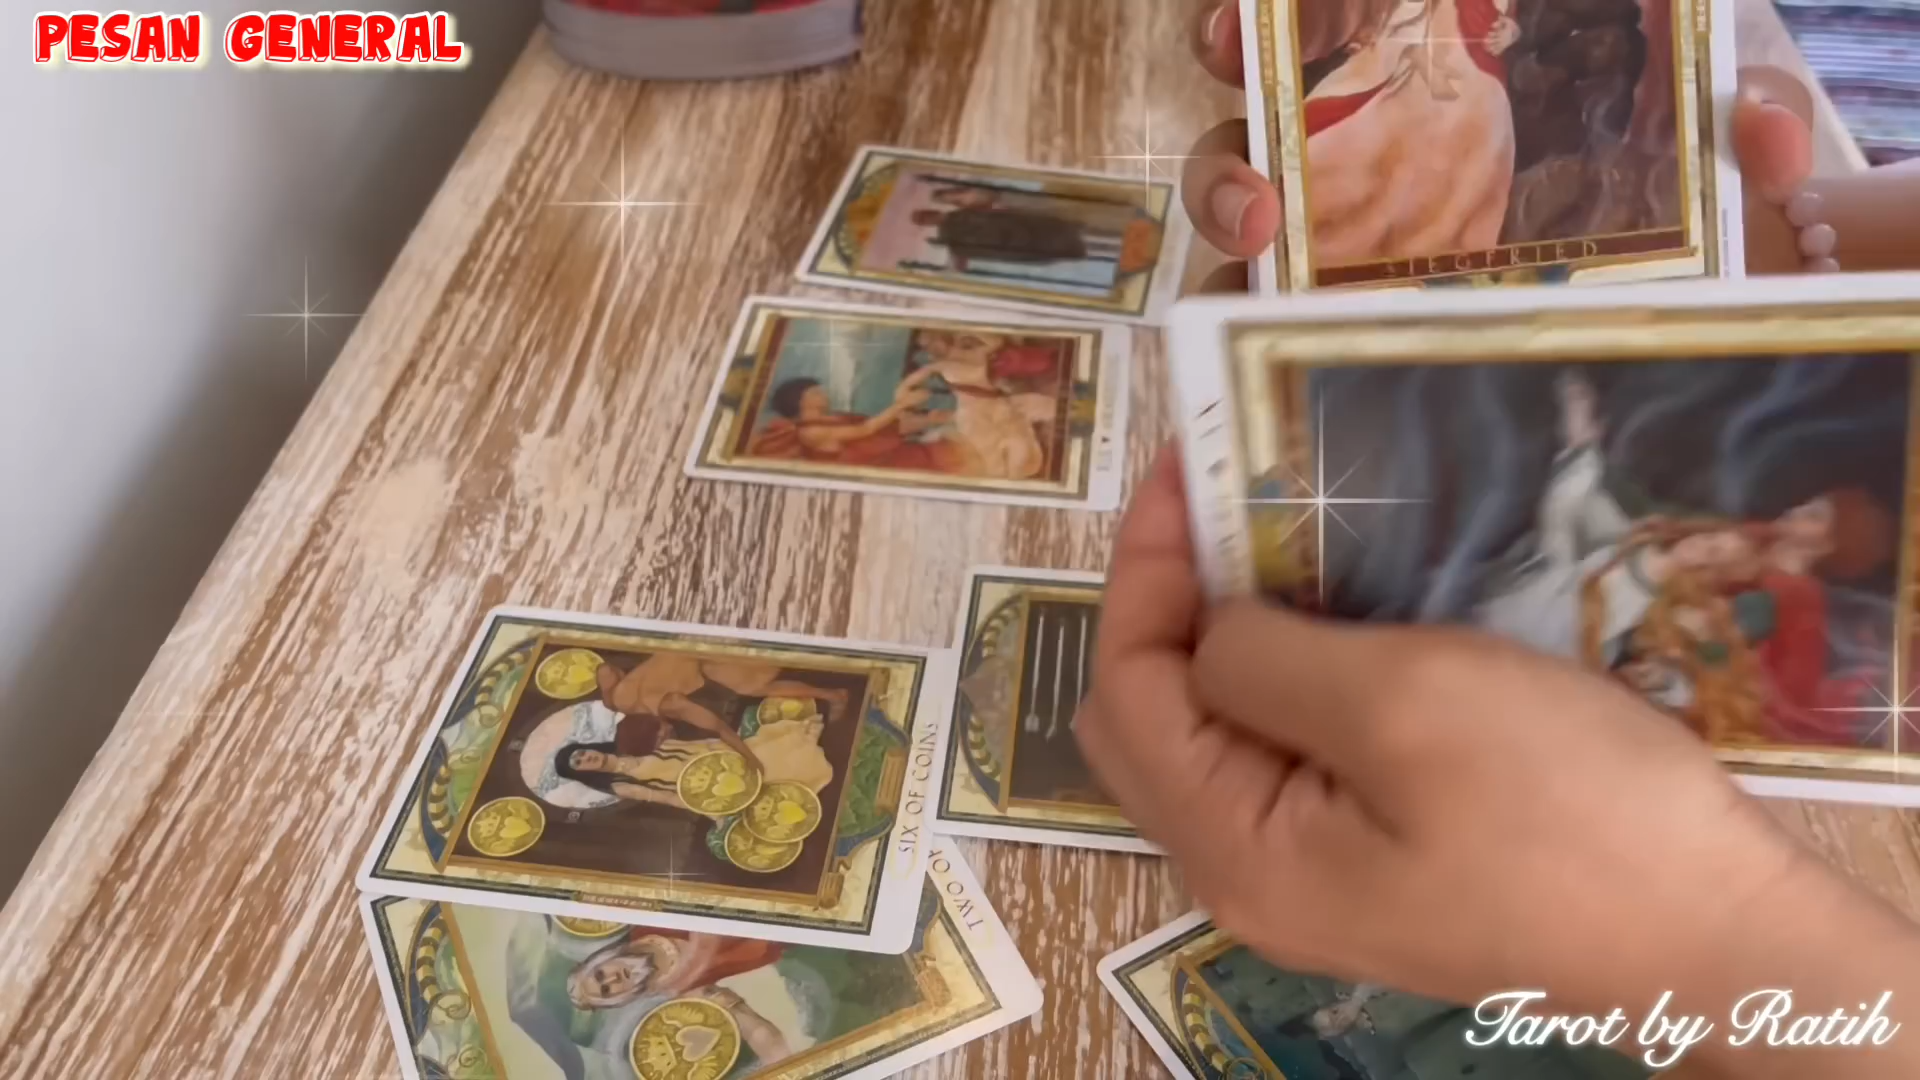 PESAN GENERAL
SIEGFRIED
SIX OF COINS
TWO OF
Tarot by Ratih